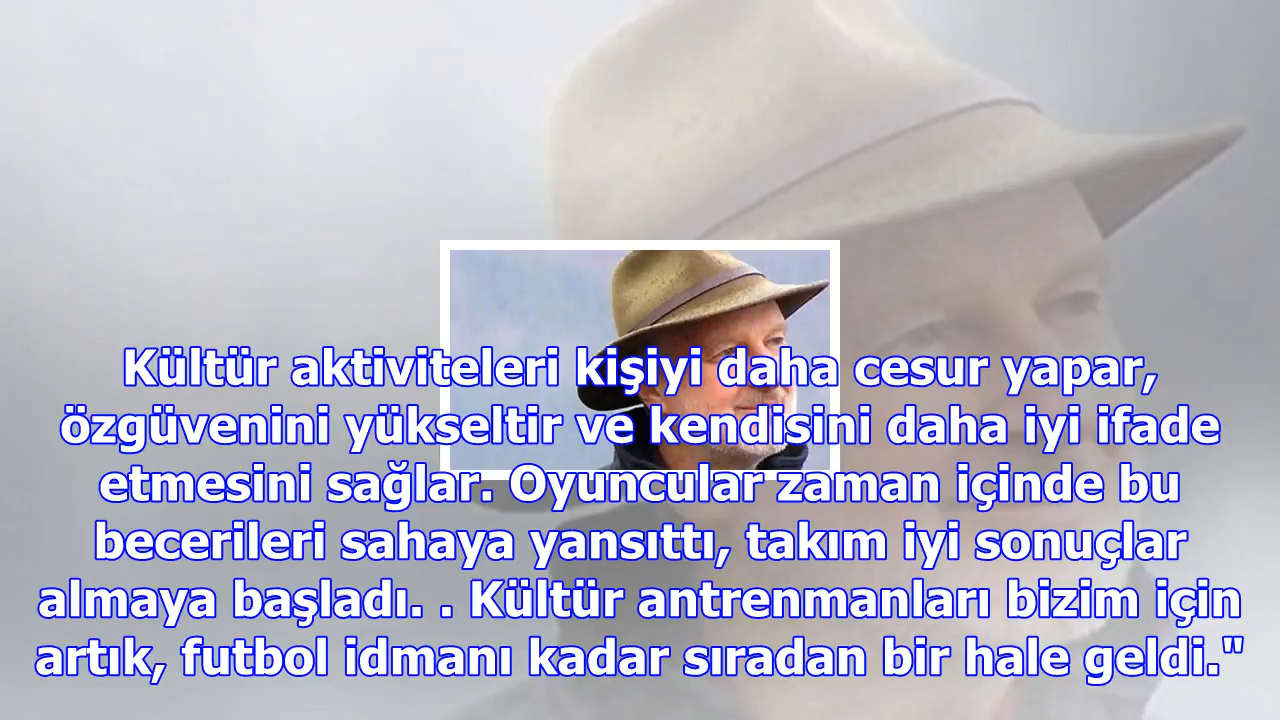 Kültür aktiviteleri kişiyi daha cesur yapar,
özgüvenini yükseltir ve kendisini daha iyi ifade
etmesini sağlar. Oyuncular zaman içinde bu
becerileri sahaya yansıttı, takım iyi sonuçlar
almaya başladı. . Kültür antrenmanları bizim için
artık, futbol idmanı kadar sıradan bir hale geldi."